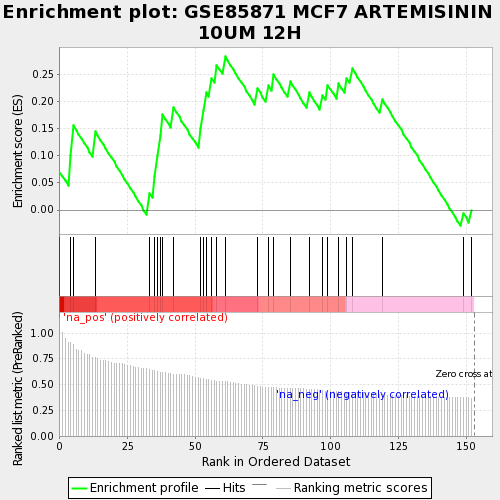 Enrichment plot: GSE85871 MCF7 ARTEMISININ
10UM 12H
Enrichment score (ES)
0.25
0.20
0.15
0.10
0.05
0.00
'na_pos' (positively correlated)
Ranked list metric (PreRanked)
1.00
0.75
0.50
0.25
0.00
Zero cross at
'na_neg' (negatively correlated)
0 25 50 75 100 125 150
Rank in Ordered Dataset
Enrichment profile Hits Ranking metric scores